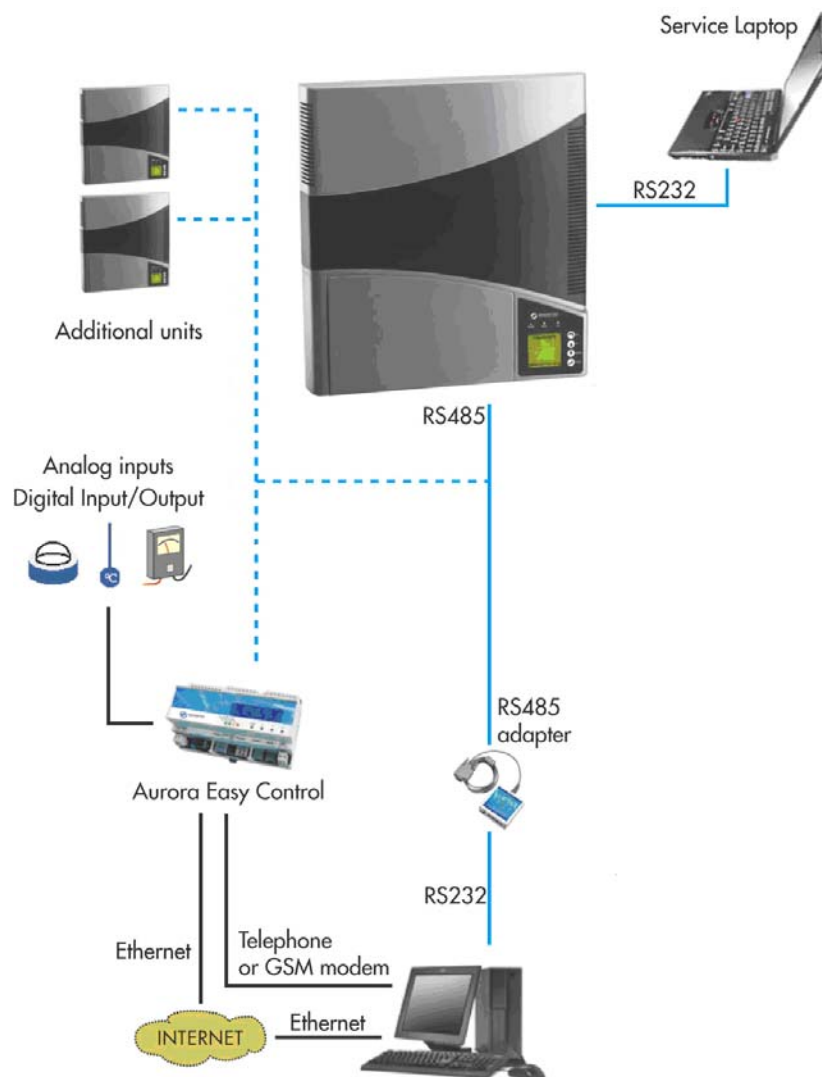 Service Laptop
RS232
Additional units
RS485
Analog inputs
Digital Input/Output
°C
RS485
adapter
Aurora Easy Control
RS232
Ethernet
Telephone
or GSM modem
Ethernet
INTERNET